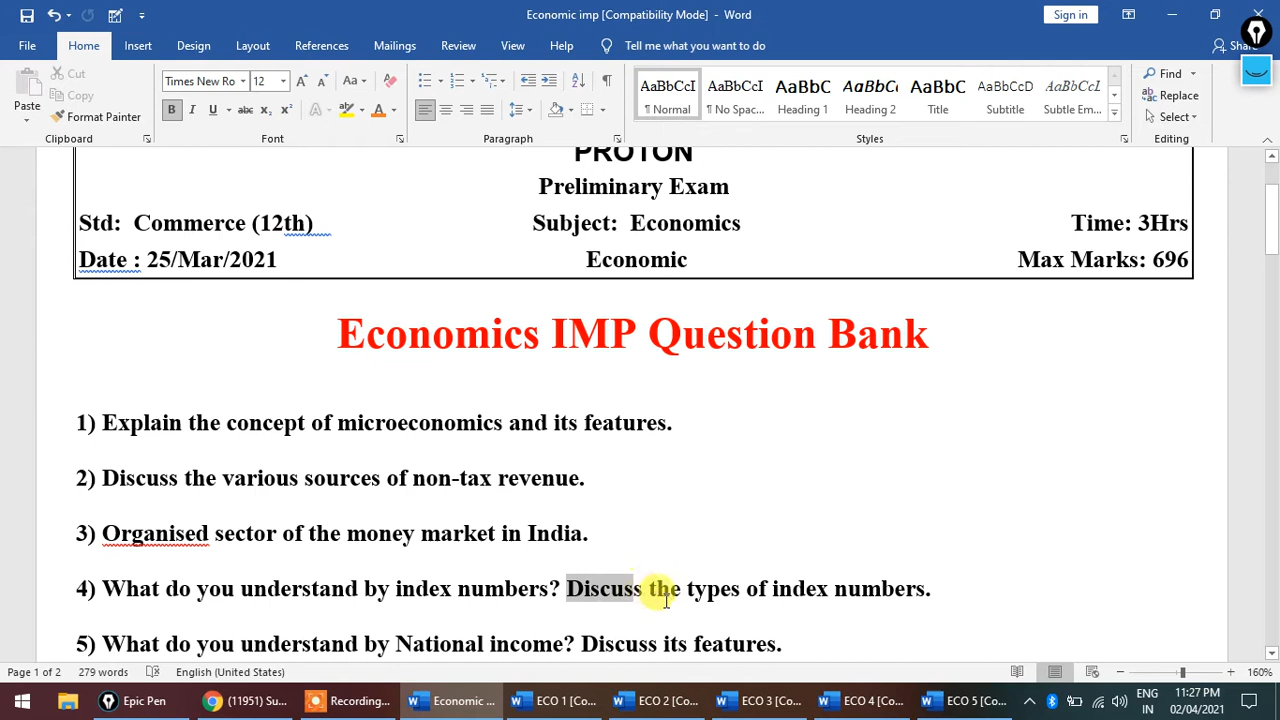 Economic imp [Compatibility Mode] - Word
Sign in
File Home Insert Design Layout References Mailings Review View Help Tell me what you want to do Share
Paste
Cut
Copy
Format Painter
Clipboard
Times New Ro 12
Font
Paragraph
AaBbCcI AaBbCcI AaBbC AaBbCc AaBbC AaBbCcD AaBbCcI
¶ Normal ¶ No Spac... Heading 1 Heading 2 Title Subtitle Subtle Em...
Styles
Find
Replace
Select
Editing
PROTON
Preliminary Exam
Std: Commerce (12th) Subject: Economics Time: 3Hrs
Date : 25/Mar/2021 Economic Max Marks: 696
Economics IMP Question Bank
1) Explain the concept of microeconomics and its features.
2) Discuss the various sources of non-tax revenue.
3) Organised sector of the money market in India.
4) What do you understand by index numbers? Discuss the types of index numbers.
5) What do you understand by National income? Discuss its features.
Page 1 of 2 279 words English (United States) 160%
Epic Pen (11951) Su... Recording... Economic ... ECO 1 [Co... ECO 2 [Co... ECO 3 [Co... ECO 4 [Co... ECO 5 [Co...
ENG 11:27 PM
IN 02/04/2021